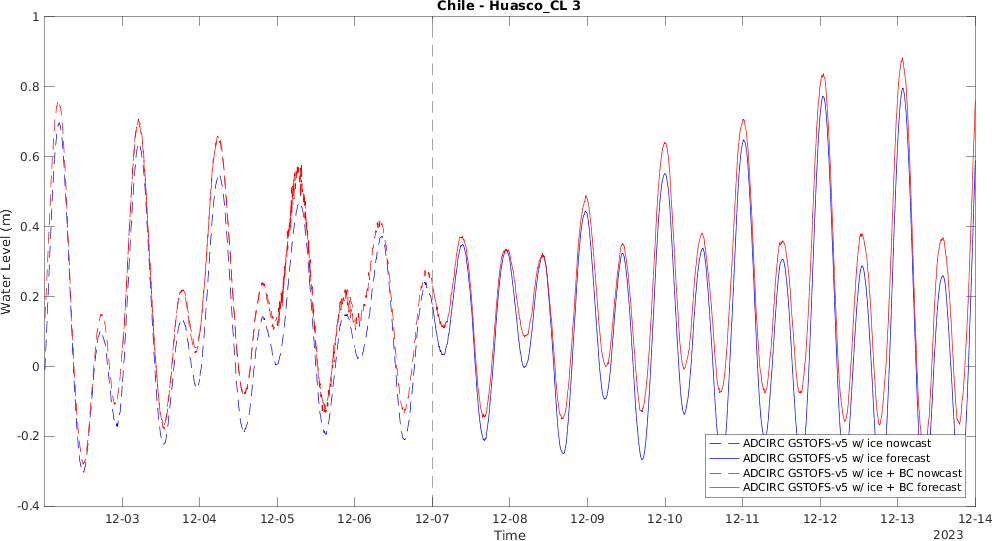 Chile - Huasco_CL 3
Water Level (m)
1
0.8
0.6
0.4
0.2
0
-0.2
-0.4
ADCIRC GSTOFS-v5 w/ ice nowcast
ADCIRC GSTOFS-v5 w/ ice forecast
ADCIRC GSTOFS-v5 w/ ice + BC nowcast
ADCIRC GSTOFS-v5 w/ ice + BC forecast
12-03 12-04 12-05 12-06 12-07 12-08 12-09 12-10 12-11 12-12 12-13 12-14
Time
2023